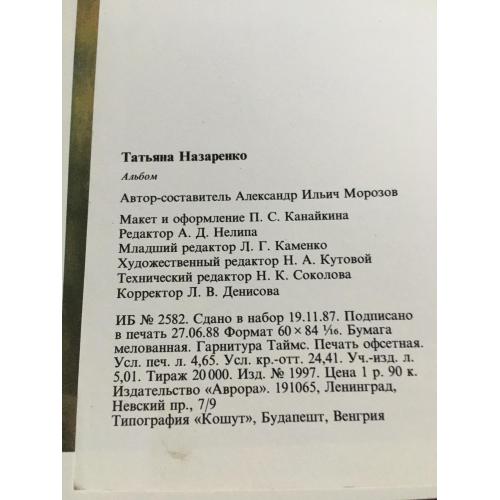 Татьяна Назаренко
Альбом
Автор-составитель Александр Ильич Морозов
Макет и оформление П. С. Канайкина
Редактор А. Д. Нелипа
Младший редактор Л. Г. Каменко
Художественный редактор Н. А. Кутовой
Технический редактор Н. К. Соколова
Корректор Л. В. Денисова
ИБ № 2582. Сдано в набор 19.11.87. Подписано
в печать 27.06.88 Формат 60 × 84 1/16. Бумага
мелованная. Гарнитура Таймс. Печать офсетная.
Усл. печ. л. 4,65. Усл. кр.-отт. 24,41. Уч.-изд. л.
5,01. Тираж 20 000. Изд. № 1997. Цена 1 р. 90 к.
Издательство «Аврора». 191065, Ленинград,
Невский пр., 7/9
Типография «Кошут», Будапешт, Венгрия